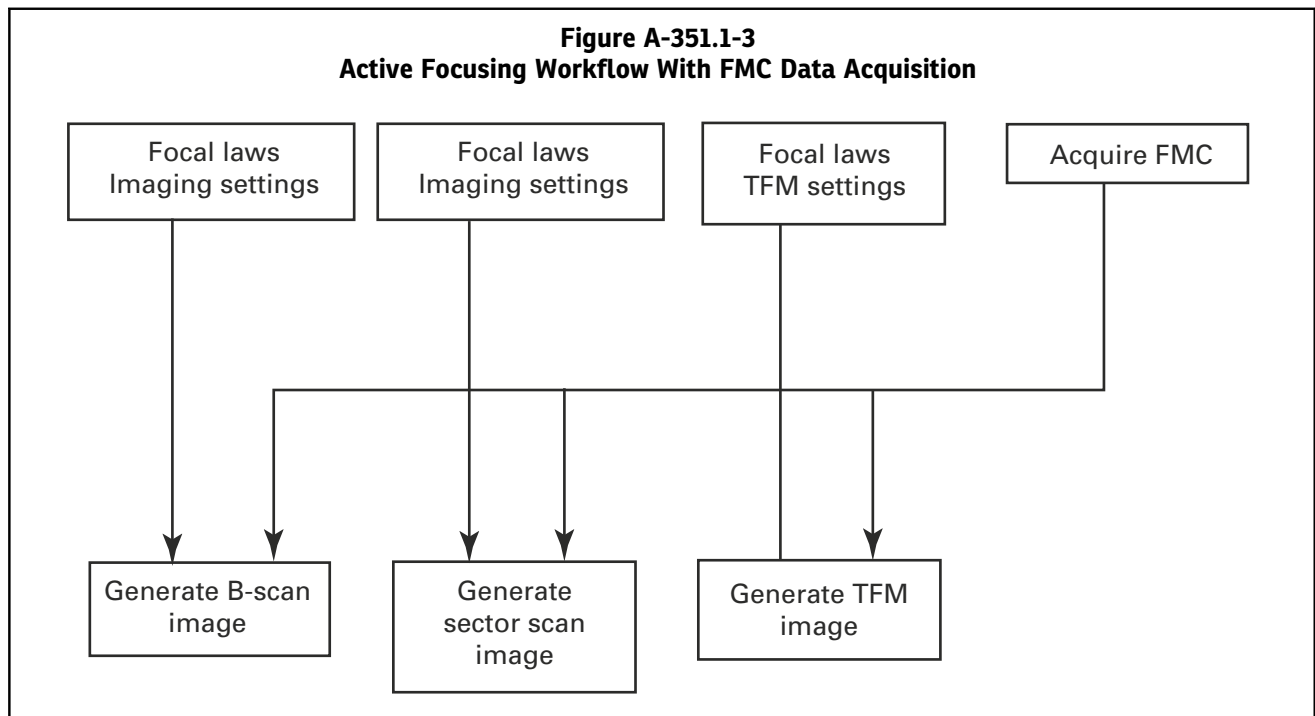 Figure A-351.1-3
Active Focusing Workflow With FMC Data Acquisition
Focal laws
Imaging settings
Focal laws
Imaging settings
Focal laws
TFM settings
Acquire FMC
Generate B-scan
image
Generate
sector scan
image
Generate TFM
image